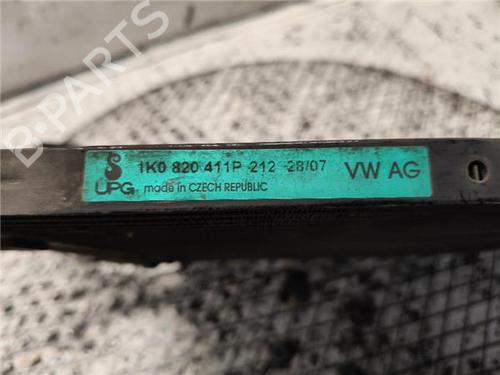 1K0 820 411P 212 28/07 VW AG
UPG made in CZECH REPUBLIC
B-PARTS